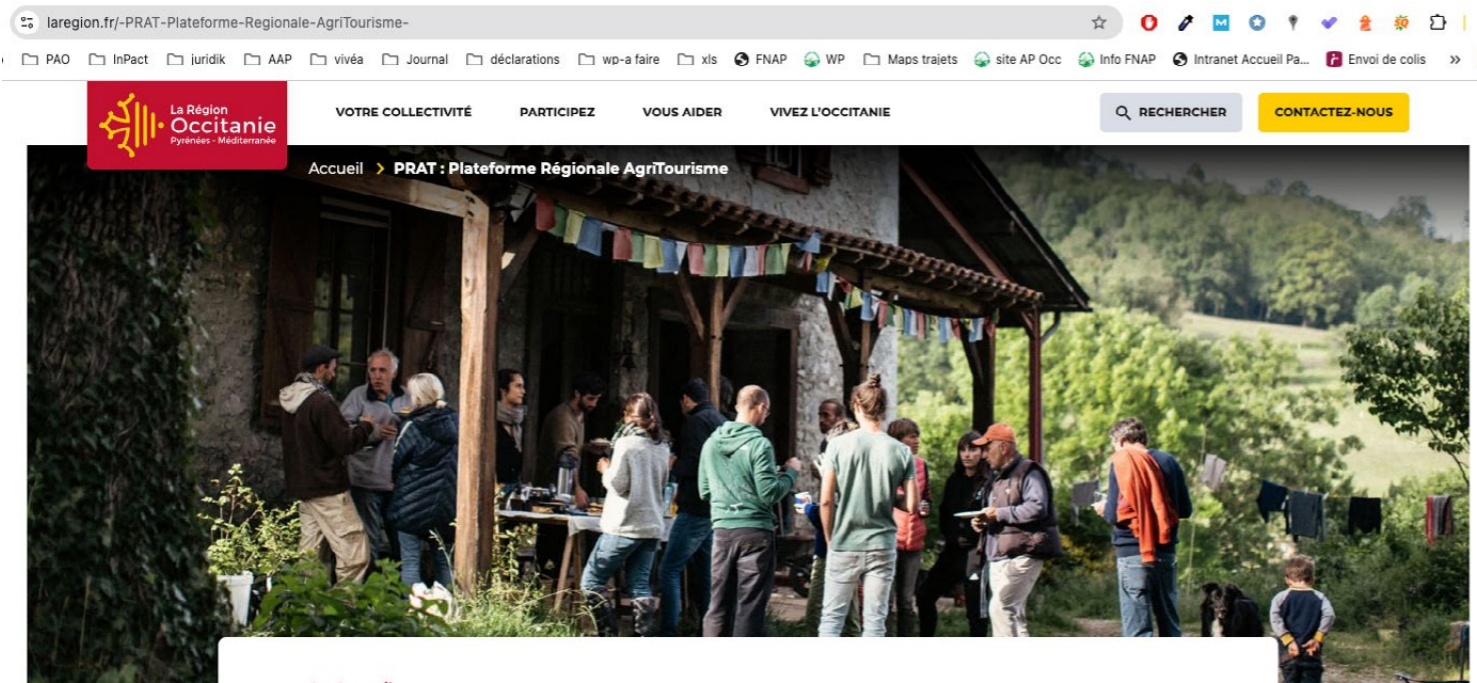 laregion.fr/-PRAT-Plateforme-Regionale-AgriTourisme-
PAO InPact juridik AAP vivéa Journal déclarations wp-a faire xls FNAP WP Maps trajets site AP Occ Info FNAP Intranet Accueil Pa... Envoi de colis »
La Région
Occitanie
Pyrénées - Méditerranée
VOTRE COLLECTIVITÉ PARTICIPEZ VOUS AIDER VIVEZ L'OCCITANIE
RECHERCHER CONTACTEZ-NOUS
Accueil > PRAT : Plateforme Régionale AgriTourisme